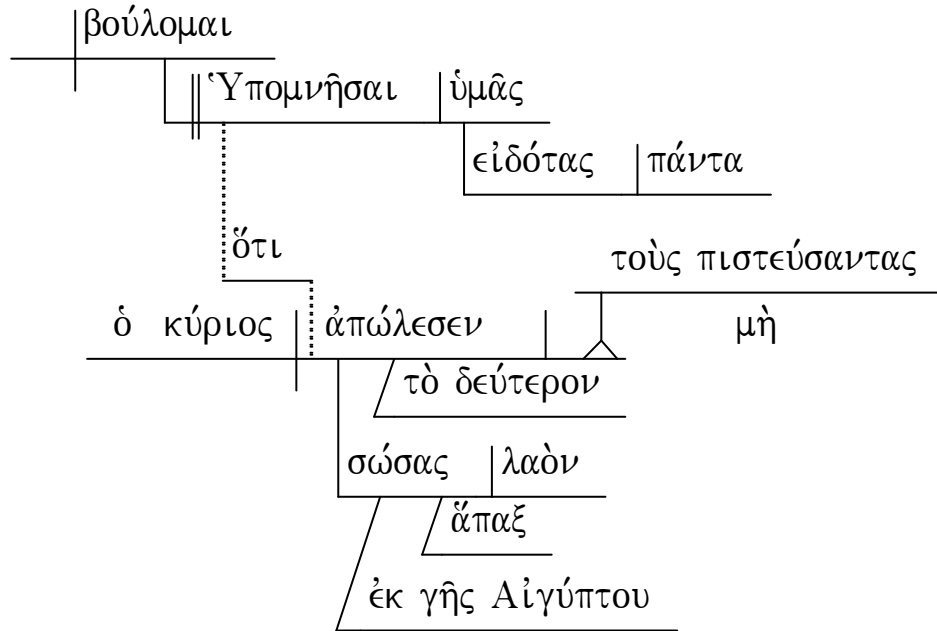 βούλομαι
Ὑπομνῆσαι ὑμᾶς
εἰδότας πάντα
ὅτι
τοὺς πιστεύσαντας
ὁ κύριος ἀπώλεσεν μὴ
τὸ δεύτερον
σώσας λαὸν
ἅπαξ
ἐκ γῆς Αἰγύπτου